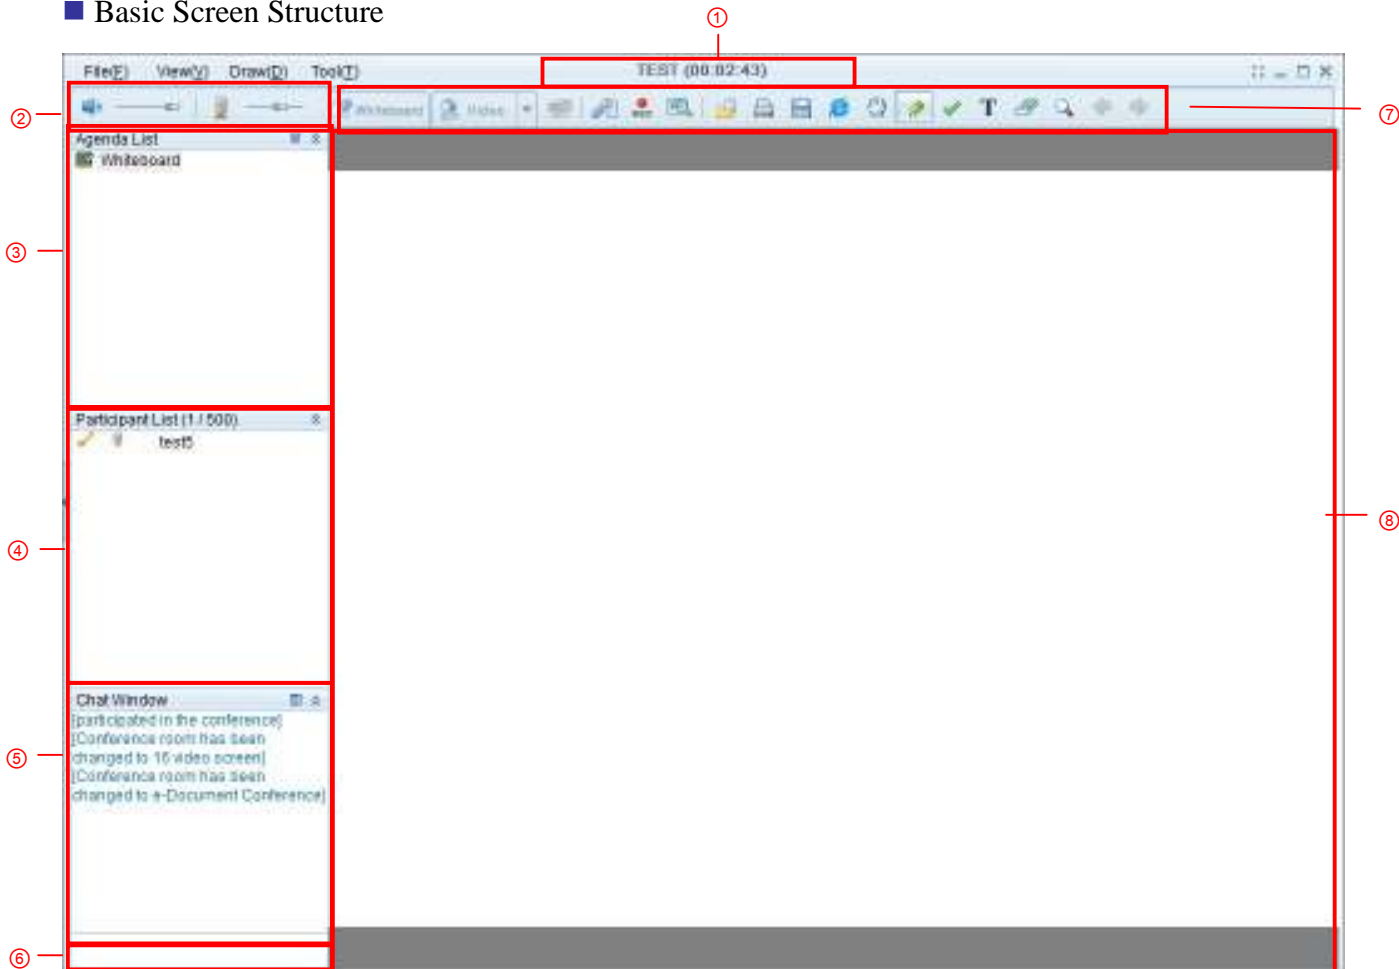 Basic Screen Structure
①
File(F) View(V) Draw(D) Tool(T) TEST (00:02:43)
② Whiteboard Video T ⑦
Agenda List
Whiteboard
③
Participant List (1 / 500)
test5
④ ⑧
Chat Window
[participated in the conference]
[Conference room has been
⑤ changed to 16 video screen]
[Conference room has been
changed to e-Document Conference]
⑥